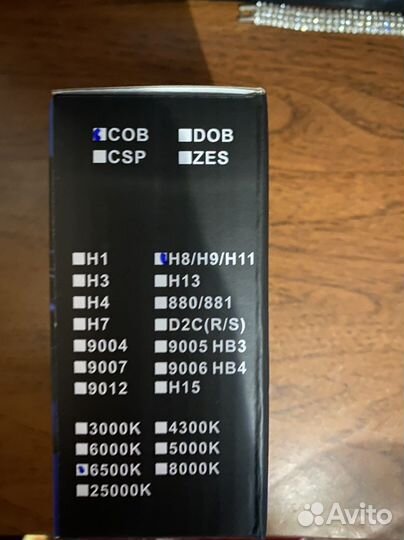 COB DOB
CSP ZES
H1 H8/H9/H11
H3 H13
H4 880/881
H7 D2C(R/S)
9004 9005 HB3
9007 9006 HB4
9012 H15
3000K 4300K
6000K 5000K
6500K 8000K
25000K
Avito